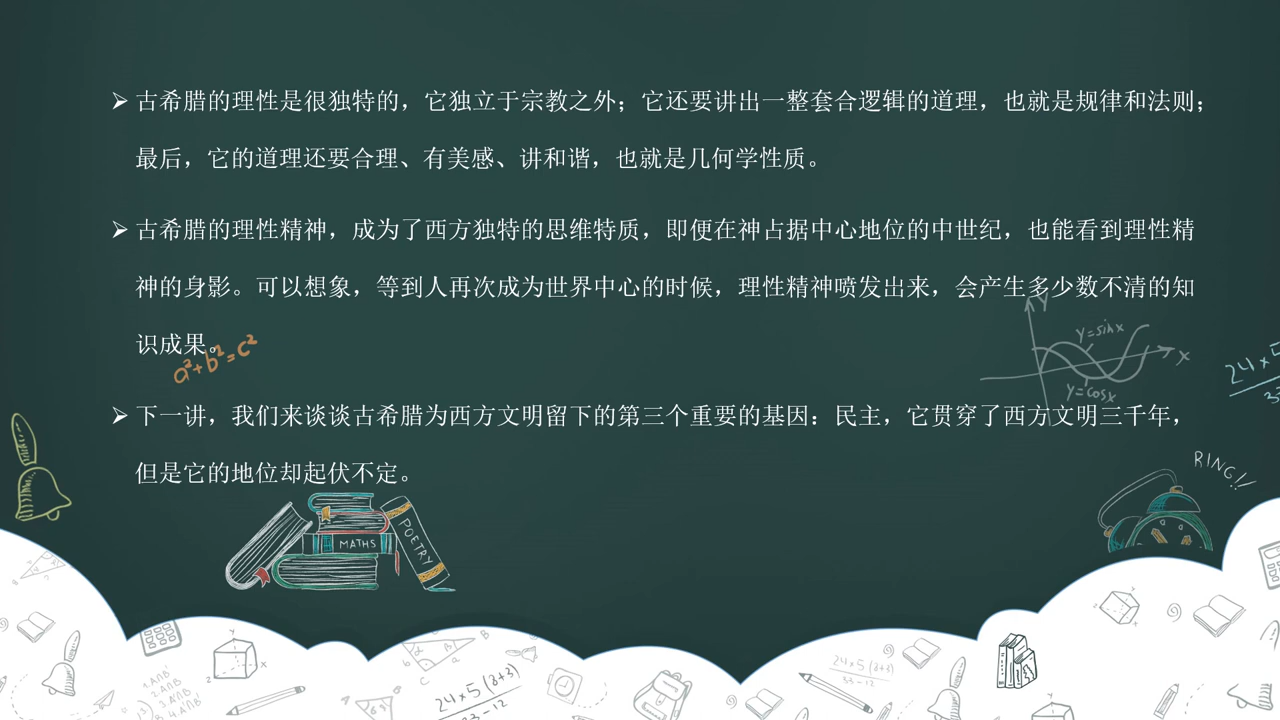 ➢ 古希腊的理性是很独特的，它独立于宗教之外；它还要讲出一整套合逻辑的道理，也就是规律和法则；
最后，它的道理还要合理、有美感、讲和谐，也就是几何学性质。
➢ 古希腊的理性精神，成为了西方独特的思维特质，即便在神占据中心地位的中世纪，也能看到理性精
神的身影。可以想象，等到人再次成为世界中心的时候，理性精神喷发出来，会产生多少数不清的知
识成果。
a²+b²=c²
Y
y=sinx
X
y=cosx
➢ 下一讲，我们来谈谈古希腊为西方文明留下的第三个重要的基因：民主，它贯穿了西方文明三千年，
但是它的地位却起伏不定。
RING!!
MATHS
POETRY
24×5(3+3)
33-12